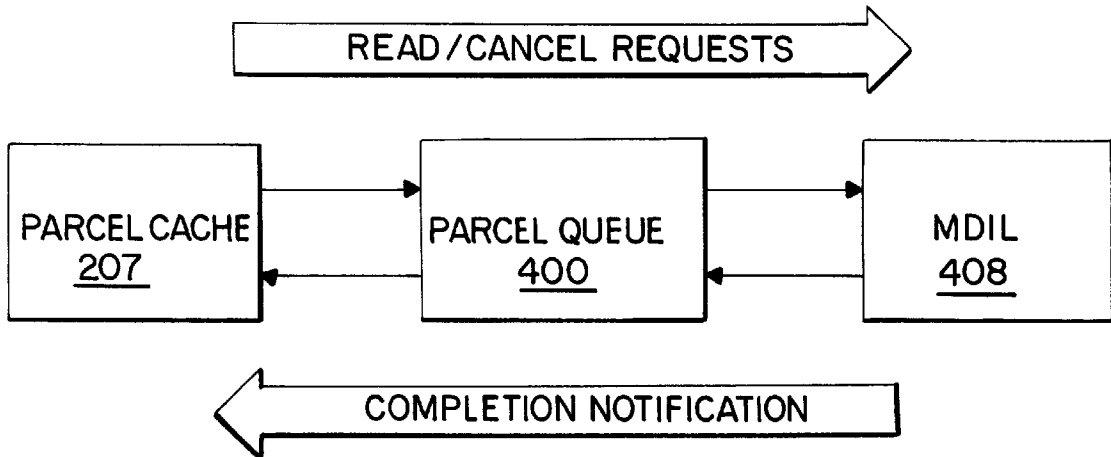 READ/CANCEL REQUESTS
PARCEL CACHE
207
PARCEL QUEUE
400
MDIL
408
COMPLETION NOTIFICATION